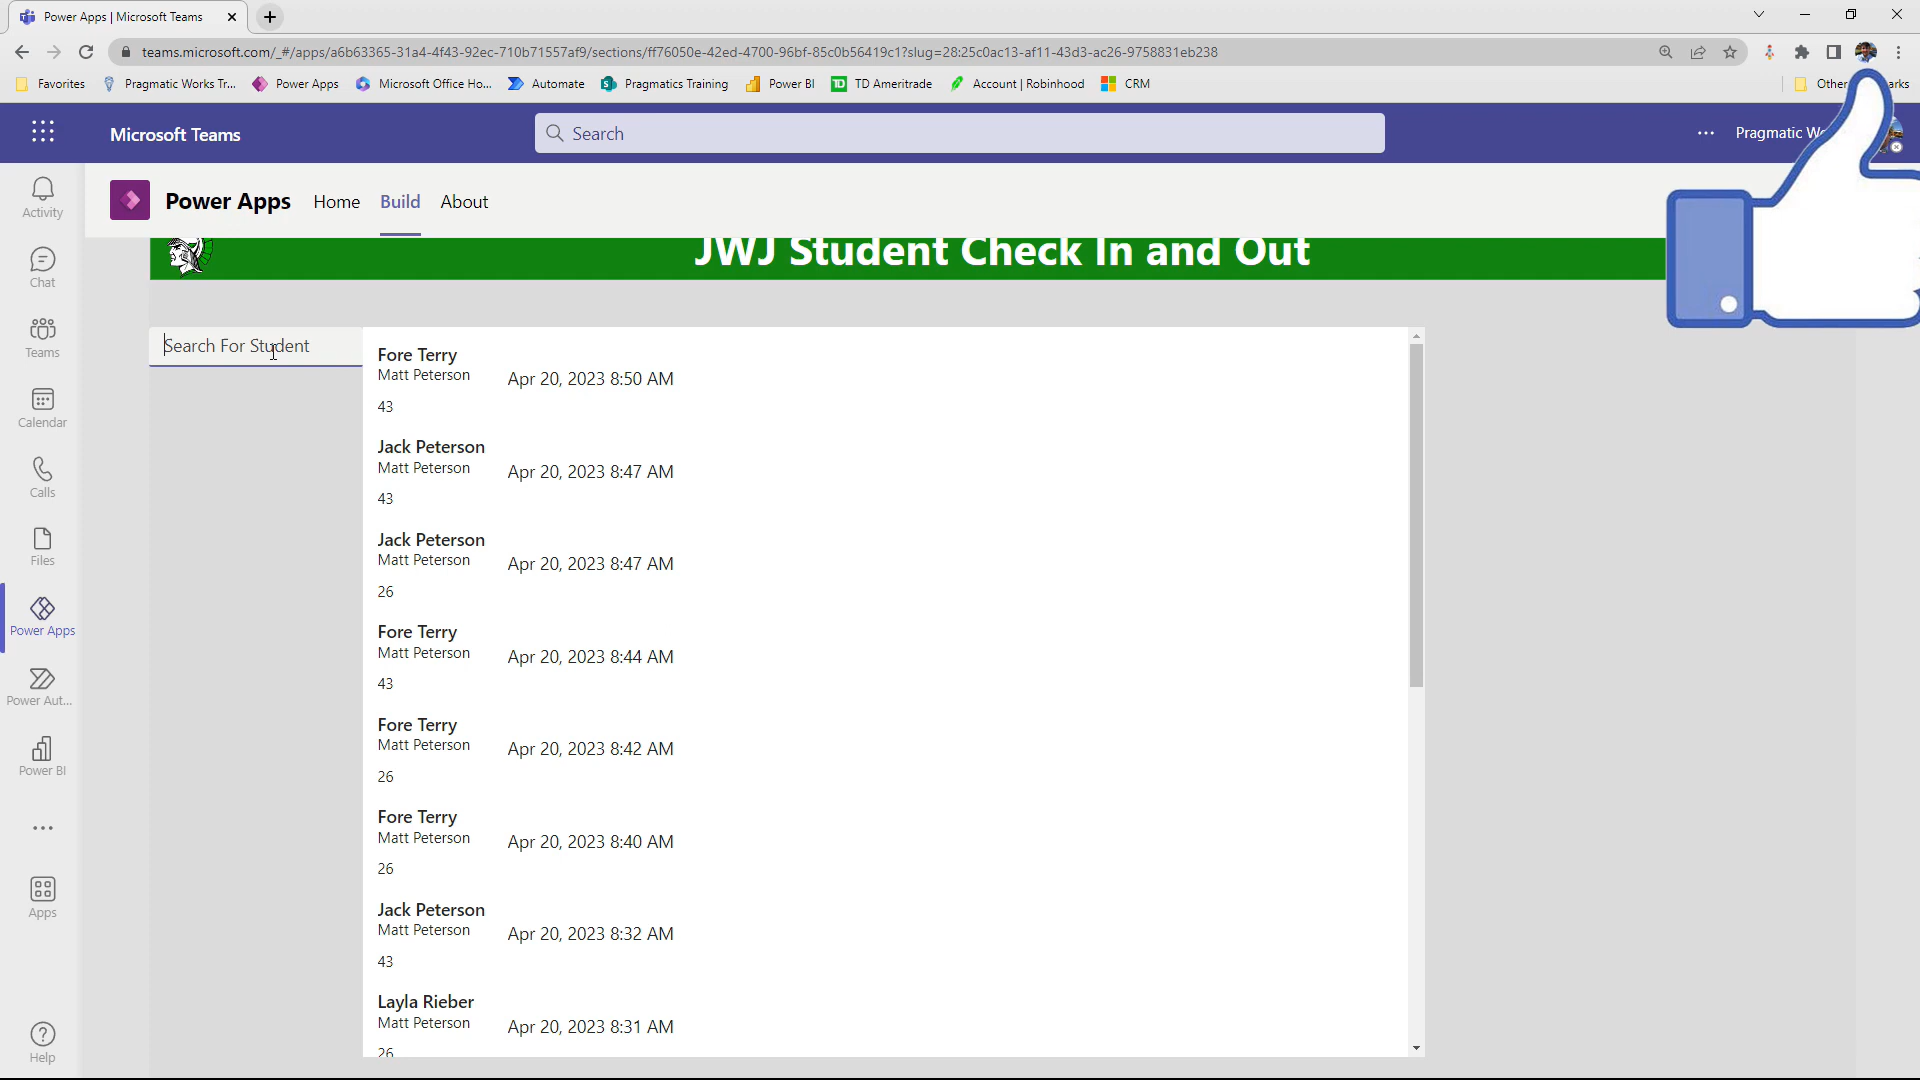 Power Apps | Microsoft Teams
teams.microsoft.com/_#/apps/a6b63365-31a4-4f43-92ec-710b71557af9/sections/ff76050e-42ed-4700-96bf-85c0b56419c1?slug=28:25c0ac13-af11-43d3-ac26-9758831eb238
Favorites Pragmatic Works Tr... Power Apps Microsoft Office Ho... Automate Pragmatics Training Power BI TD Ameritrade Account | Robinhood CRM Other
Microsoft Teams
Search
Pragmatic
Power Apps Home Build About
JWJ Student Check In and Out
Activity
Chat
Teams
Calendar
Calls
Files
Power Apps
Power Aut...
Power BI
Apps
Help
Search For Student
Fore Terry
Matt Peterson
Apr 20, 2023 8:50 AM
43
Jack Peterson
Matt Peterson
Apr 20, 2023 8:47 AM
43
Jack Peterson
Matt Peterson
Apr 20, 2023 8:47 AM
26
Fore Terry
Matt Peterson
Apr 20, 2023 8:44 AM
43
Fore Terry
Matt Peterson
Apr 20, 2023 8:42 AM
26
Fore Terry
Matt Peterson
Apr 20, 2023 8:40 AM
26
Jack Peterson
Matt Peterson
Apr 20, 2023 8:32 AM
43
Layla Rieber
Matt Peterson
Apr 20, 2023 8:31 AM
26